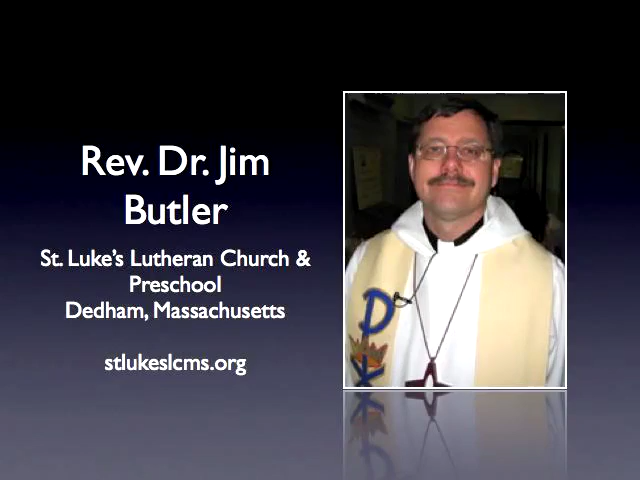 Rev. Dr. Jim
Butler
St. Luke's Lutheran Church &
Preschool
Dedham, Massachusetts
stlukeslcms.org